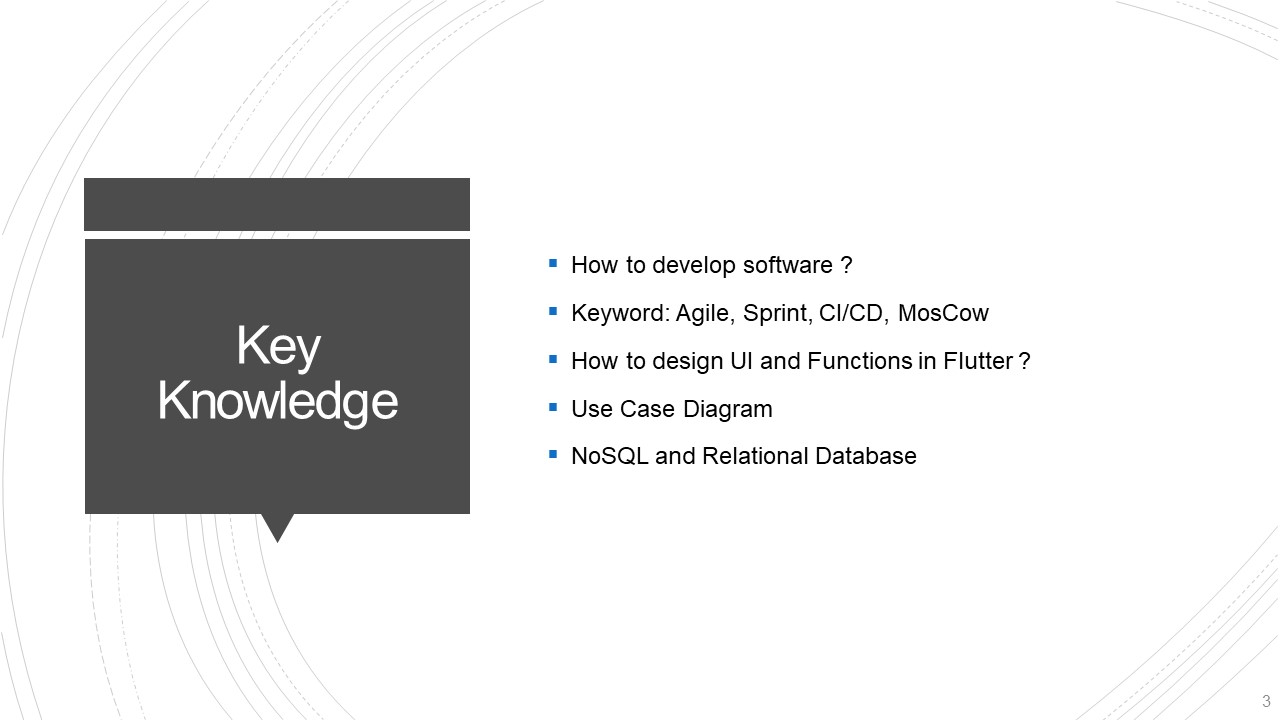 Key
Knowledge
How to develop software ?
Keyword: Agile, Sprint, CI/CD, MosCow
How to design UI and Functions in Flutter ?
Use Case Diagram
NoSQL and Relational Database
3